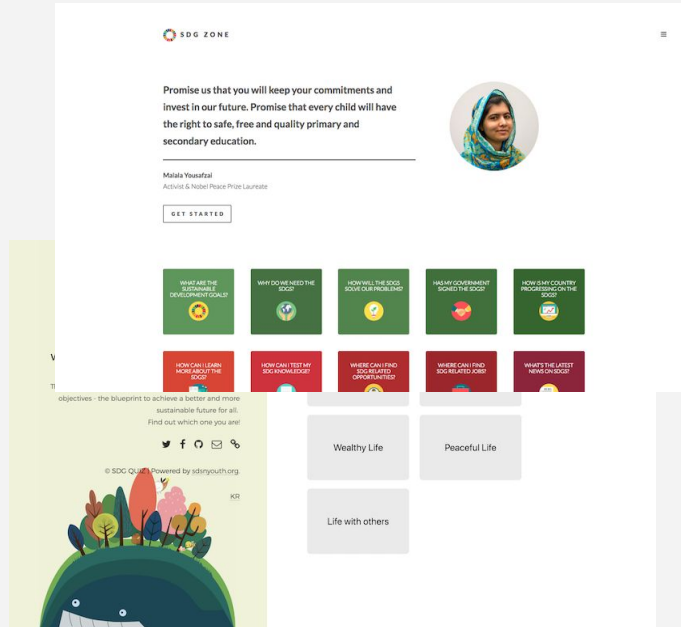 SDG ZONE
Promise us that you will keep your commitments and
invest in our future. Promise that every child will have
the right to safe, free and quality primary and
secondary education.
Malala Yousafzai
Activist & Nobel Peace Prize Laureate
GET STARTED
WHAT ARE THE
SUSTAINABLE
DEVELOPMENT GOALS?
WHY DO WE NEED THE
SDGS?
HOW WILL THE SDGS
SOLVE OUR PROBLEMS?
HAS MY GOVERNMENT
SIGNED THE SDGS?
HOW IS MY COUNTRY
PROGRESSING ON THE
SDGS?
HOW CAN I LEARN
MORE ABOUT THE
SDGS?
HOW CAN I TEST MY
SDG KNOWLEDGE?
WHERE CAN I FIND
SDG RELATED
OPPORTUNITIES?
WHERE CAN I FIND
SDG RELATED JOBS?
WHAT'S THE LATEST
NEWS ON SDGS?
objectives - the blueprint to achieve a better and more
sustainable future for all.
Find out which one you are!
© SDG QUIZ | Powered by sdsnyouth.org.
KR
Wealthy Life
Peaceful Life
Life with others